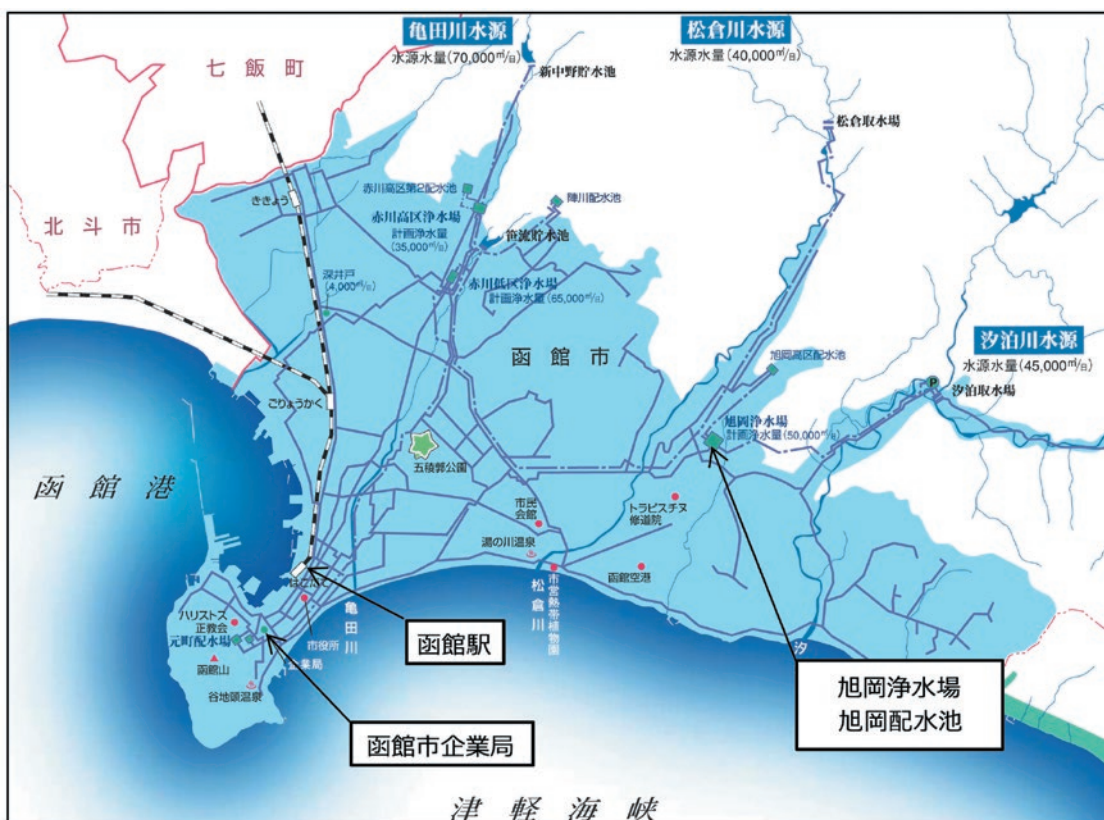 亀田川水源
水源水量(70,000㎥/日)
松倉川水源
水源水量(40,000㎥/日)
七飯町
新中野貯水池
松倉取水場
北斗市
ききょう
赤川高区第2配水池
陣川配水池
赤川高区浄水場
計画浄水量
(35,000㎥/日)
笹流貯水池
深井戸
(4,000㎥/日)
赤川低区浄水場
計画浄水量(65,000㎥/日)
函館市
汐泊川水源
水源水量(45,000㎥/日)
旭岡高区配水池
P
汐泊取水場
ごりょうかく
旭岡浄水場
計画浄水量(50,000㎥/日)
五稜郭公園
函館港
市民
会館
トラピスチヌ
修道院
湯の川温泉
函館空港
松倉川
市営熱帯植物園
はこだて
ハリストス
正教会
元町配水場
市役所
亀田川
企業局
函館山
谷地頭温泉
汐
函館駅
旭岡浄水場
旭岡配水池
函館市企業局
津軽海峡